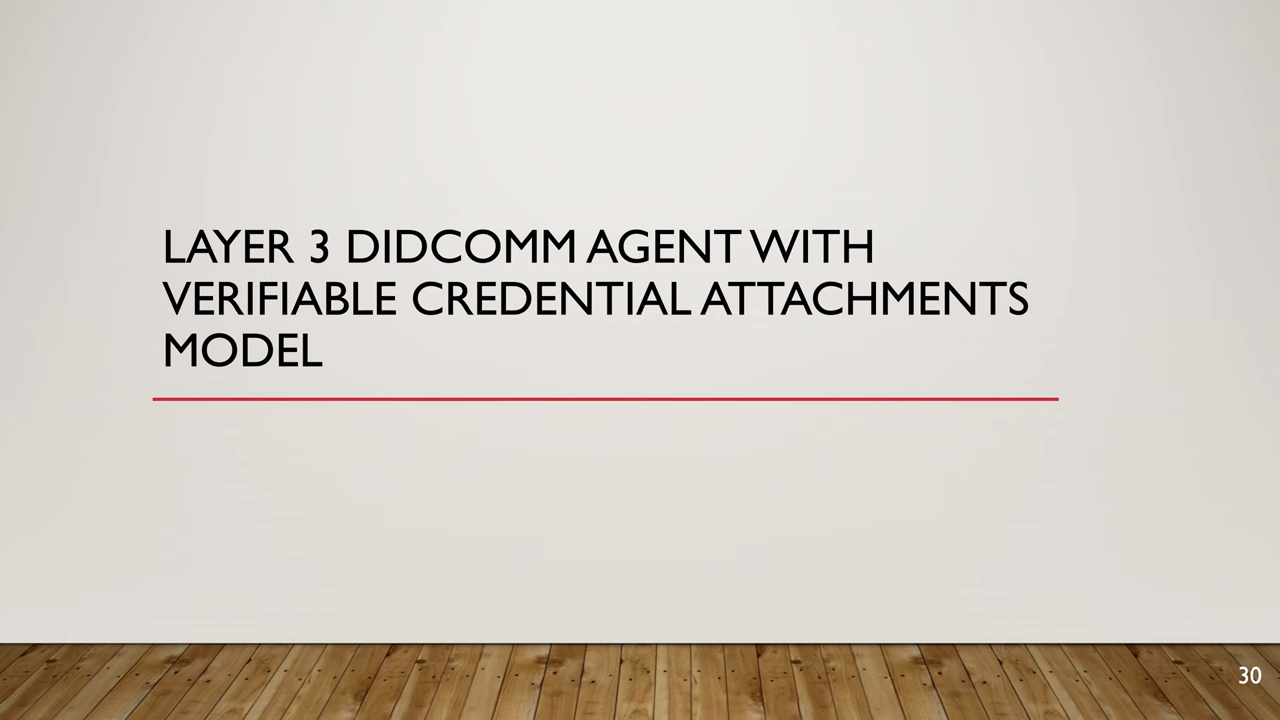 LAYER 3 DIDCOMM AGENT WITH
VERIFIABLE CREDENTIAL ATTACHMENTS
MODEL
30